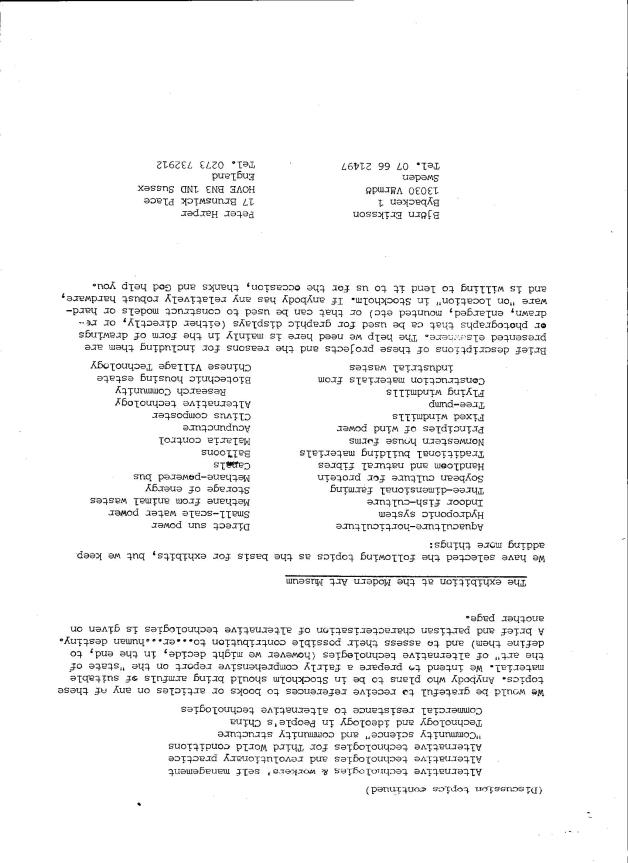 (Discussion topics continued)
Alternative technologies & workers' self management
Alternative technologies and revolutionary practice
Alternative technologies for Third World conditions
"Community science" and community structure
Technology and ideology in People's China
Commercial resistance to alternative technologies
We would be grateful to receive references to books or articles on any of these
topics. Anybody who plans to be in Stockholm should bring armfuls of suitable
material. We intend to prepare a fairly comprehensive report on the "state of
the art" of alternative technologies (however we might decide, in the end, to
define them) and to assess their possible contribution to...er...human destiny.
A brief and partisan characterisation of alternative technologies is given on
another page.
The exhibition at the Modern Art Museum
We have selected the following topics as the basis for exhibits, but we keep
adding more things:
Aquaculture-horticulture
Hydroponic system
Indoor fish-culture
Three-dimensional farming
Soybean culture for protein
Handloom and natural fibres
Traditional building materials
Norwestern house forms
Principles of wind power
Fixed windmills
Tree-pump
Flying windmills
Construction materials from
industrial wastes
Direct sun power
Small-scale water power
Methane from animal wastes
Storage of energy
Methane-powered bus
Canals
Balloons
Malaria control
Acupuncture
Clivus composter
Alternative technology
Research Community
Biotechnic housing estate
Chinese Village Technology
Brief descriptions of these projects and the reasons for including them are
presented elsewhere. The help we need here is mainly in the form of drawings
or photographs that ca be used for graphic displays (either directly, or re-
drawn, enlarged, mounted etc) or that can be used to construct models or hard-
ware "on location" in Stockholm. If anybody has any relatively robust hardware,
and is willing to lend it to us for the occasion, thanks and God help you.
Björn Eriksson
Bybacken 1
13030 Värmdö
Sweden
Tel. 07 66 21497
Peter Harper
17 Brunswick Place
HOVE BN3 1ND Sussex
England
Tel. 0273 732912